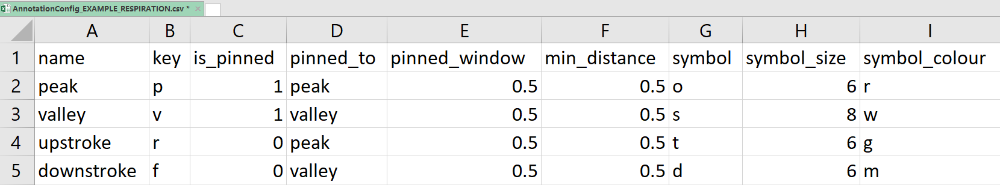 AnnotationConfig_EXAMPLE_RESPIRATION.csv *
A B C D E F G H I
1 name key is_pinned pinned_to pinned_window min_distance symbol symbol_size symbol_colour
2 peak p 1 peak 0.5 0.5 o 6 r
3 valley v 1 valley 0.5 0.5 s 8 w
4 upstroke r 0 peak 0.5 0.5 t 6 g
5 downstroke f 0 valley 0.5 0.5 d 6 m